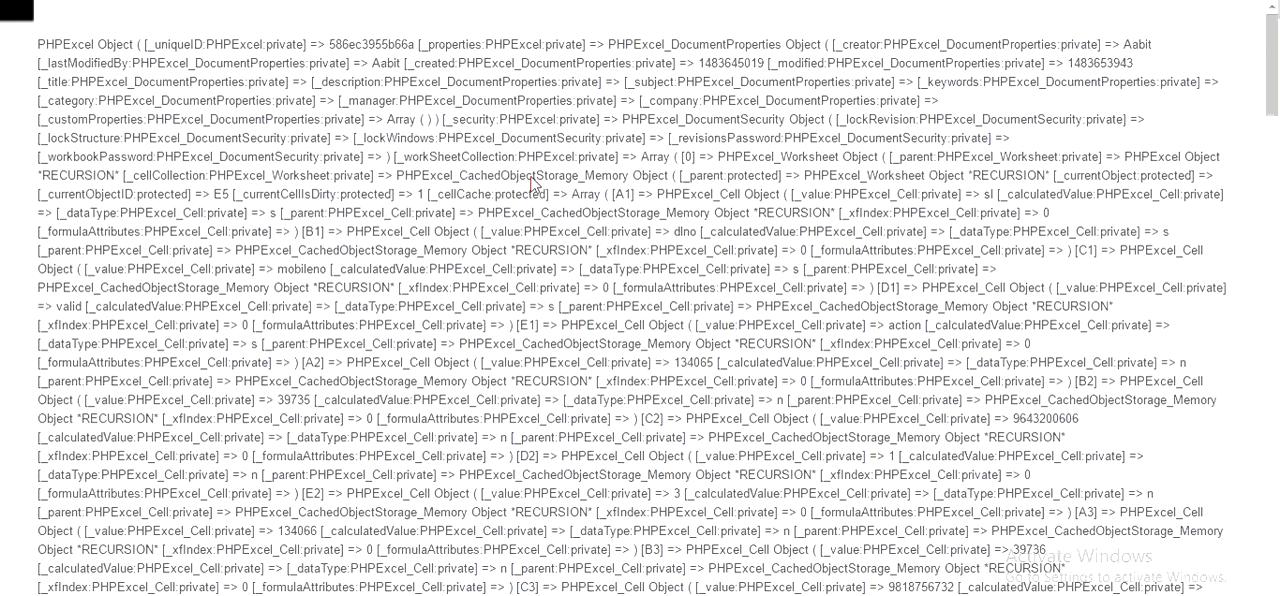 PHPExcel Object ( [_uniqueID:PHPExcel:private] => 586ec3955b66a [_properties:PHPExcel:private] => PHPExcel_DocumentProperties Object ( [_creator:PHPExcel_DocumentProperties:private] => Aabit
[_lastModifiedBy:PHPExcel_DocumentProperties:private] => Aabit [_created:PHPExcel_DocumentProperties:private] => 1483645019 [_modified:PHPExcel_DocumentProperties:private] => 1483653943
[_title:PHPExcel_DocumentProperties:private] => [_description:PHPExcel_DocumentProperties:private] => [_subject:PHPExcel_DocumentProperties:private] => [_keywords:PHPExcel_DocumentProperties:private] =>
[_category:PHPExcel_DocumentProperties:private] => [_manager:PHPExcel_DocumentProperties:private] => [_company:PHPExcel_DocumentProperties:private] =>
[_customProperties:PHPExcel_DocumentProperties:private] => Array ( ) ) [_security:PHPExcel:private] => PHPExcel_DocumentSecurity Object ( [_lockRevision:PHPExcel_DocumentSecurity:private] =>
[_lockStructure:PHPExcel_DocumentSecurity:private] => [_lockWindows:PHPExcel_DocumentSecurity:private] => [_revisionsPassword:PHPExcel_DocumentSecurity:private] =>
[_workbookPassword:PHPExcel_DocumentSecurity:private] => ) [_workSheetCollection:PHPExcel:private] => Array ( [0] => PHPExcel_Worksheet Object ( [_parent:PHPExcel_Worksheet:private] => PHPExcel Object
*RECURSION* [_cellCollection:PHPExcel_Worksheet:private] => PHPExcel_CachedObjectStorage_Memory Object ( [_parent:protected] => PHPExcel_Worksheet Object *RECURSION* [_currentObject:protected] =>
[_currentObjectID:protected] => E5 [_currentCellIsDirty:protected] => 1 [_cellCache:protected] => Array ( [A1] => PHPExcel_Cell Object ( [_value:PHPExcel_Cell:private] => sl [_calculatedValue:PHPExcel_Cell:private]
=> [_dataType:PHPExcel_Cell:private] => s [_parent:PHPExcel_Cell:private] => PHPExcel_CachedObjectStorage_Memory Object *RECURSION* [_xfIndex:PHPExcel_Cell:private] => 0
[_formulaAttributes:PHPExcel_Cell:private] => ) [B1] => PHPExcel_Cell Object ( [_value:PHPExcel_Cell:private] => dlno [_calculatedValue:PHPExcel_Cell:private] => [_dataType:PHPExcel_Cell:private] => s
[_parent:PHPExcel_Cell:private] => PHPExcel_CachedObjectStorage_Memory Object *RECURSION* [_xfIndex:PHPExcel_Cell:private] => 0 [_formulaAttributes:PHPExcel_Cell:private] => ) [C1] => PHPExcel_Cell
Object ( [_value:PHPExcel_Cell:private] => mobileno [_calculatedValue:PHPExcel_Cell:private] => [_dataType:PHPExcel_Cell:private] => s [_parent:PHPExcel_Cell:private] =>
PHPExcel_CachedObjectStorage_Memory Object *RECURSION* [_xfIndex:PHPExcel_Cell:private] => 0 [_formulaAttributes:PHPExcel_Cell:private] => ) [D1] => PHPExcel_Cell Object ( [_value:PHPExcel_Cell:private]
=> valid [_calculatedValue:PHPExcel_Cell:private] => [_dataType:PHPExcel_Cell:private] => s [_parent:PHPExcel_Cell:private] => PHPExcel_CachedObjectStorage_Memory Object *RECURSION*
[_xfIndex:PHPExcel_Cell:private] => 0 [_formulaAttributes:PHPExcel_Cell:private] => ) [E1] => PHPExcel_Cell Object ( [_value:PHPExcel_Cell:private] => action [_calculatedValue:PHPExcel_Cell:private] =>
[_dataType:PHPExcel_Cell:private] => s [_parent:PHPExcel_Cell:private] => PHPExcel_CachedObjectStorage_Memory Object *RECURSION* [_xfIndex:PHPExcel_Cell:private] => 0
[_formulaAttributes:PHPExcel_Cell:private] => ) [A2] => PHPExcel_Cell Object ( [_value:PHPExcel_Cell:private] => 134065 [_calculatedValue:PHPExcel_Cell:private] => [_dataType:PHPExcel_Cell:private] => n
[_parent:PHPExcel_Cell:private] => PHPExcel_CachedObjectStorage_Memory Object *RECURSION* [_xfIndex:PHPExcel_Cell:private] => 0 [_formulaAttributes:PHPExcel_Cell:private] => ) [B2] => PHPExcel_Cell
Object ( [_value:PHPExcel_Cell:private] => 39735 [_calculatedValue:PHPExcel_Cell:private] => [_dataType:PHPExcel_Cell:private] => n [_parent:PHPExcel_Cell:private] => PHPExcel_CachedObjectStorage_Memory
Object *RECURSION* [_xfIndex:PHPExcel_Cell:private] => 0 [_formulaAttributes:PHPExcel_Cell:private] => ) [C2] => PHPExcel_Cell Object ( [_value:PHPExcel_Cell:private] => 9643200606
[_calculatedValue:PHPExcel_Cell:private] => [_dataType:PHPExcel_Cell:private] => n [_parent:PHPExcel_Cell:private] => PHPExcel_CachedObjectStorage_Memory Object *RECURSION*
[_xfIndex:PHPExcel_Cell:private] => 0 [_formulaAttributes:PHPExcel_Cell:private] => ) [D2] => PHPExcel_Cell Object ( [_value:PHPExcel_Cell:private] => 1 [_calculatedValue:PHPExcel_Cell:private] =>
[_dataType:PHPExcel_Cell:private] => n [_parent:PHPExcel_Cell:private] => PHPExcel_CachedObjectStorage_Memory Object *RECURSION* [_xfIndex:PHPExcel_Cell:private] => 0
[_formulaAttributes:PHPExcel_Cell:private] => ) [E2] => PHPExcel_Cell Object ( [_value:PHPExcel_Cell:private] => 3 [_calculatedValue:PHPExcel_Cell:private] => [_dataType:PHPExcel_Cell:private] => n
[_parent:PHPExcel_Cell:private] => PHPExcel_CachedObjectStorage_Memory Object *RECURSION* [_xfIndex:PHPExcel_Cell:private] => 0 [_formulaAttributes:PHPExcel_Cell:private] => ) [A3] => PHPExcel_Cell
Object ( [_value:PHPExcel_Cell:private] => 134066 [_calculatedValue:PHPExcel_Cell:private] => [_dataType:PHPExcel_Cell:private] => n [_parent:PHPExcel_Cell:private] => PHPExcel_CachedObjectStorage_Memory
Object *RECURSION* [_xfIndex:PHPExcel_Cell:private] => 0 [_formulaAttributes:PHPExcel_Cell:private] => ) [B3] => PHPExcel_Cell Object ( [_value:PHPExcel_Cell:private] => 39736
Activate Windows
[_calculatedValue:PHPExcel_Cell:private] => [_dataType:PHPExcel_Cell:private] => n [_parent:PHPExcel_Cell:private] => PHPExcel_CachedObjectStorage_Memory Object *RECURSION*
Go to Settings to activate Windows.
[_xfIndex:PHPExcel_Cell:private] => 0 [_formulaAttributes:PHPExcel_Cell:private] => ) [C3] => PHPExcel_Cell Object ( [_value:PHPExcel_Cell:private] => 9818756732 [_calculatedValue:PHPExcel_Cell:private] =>